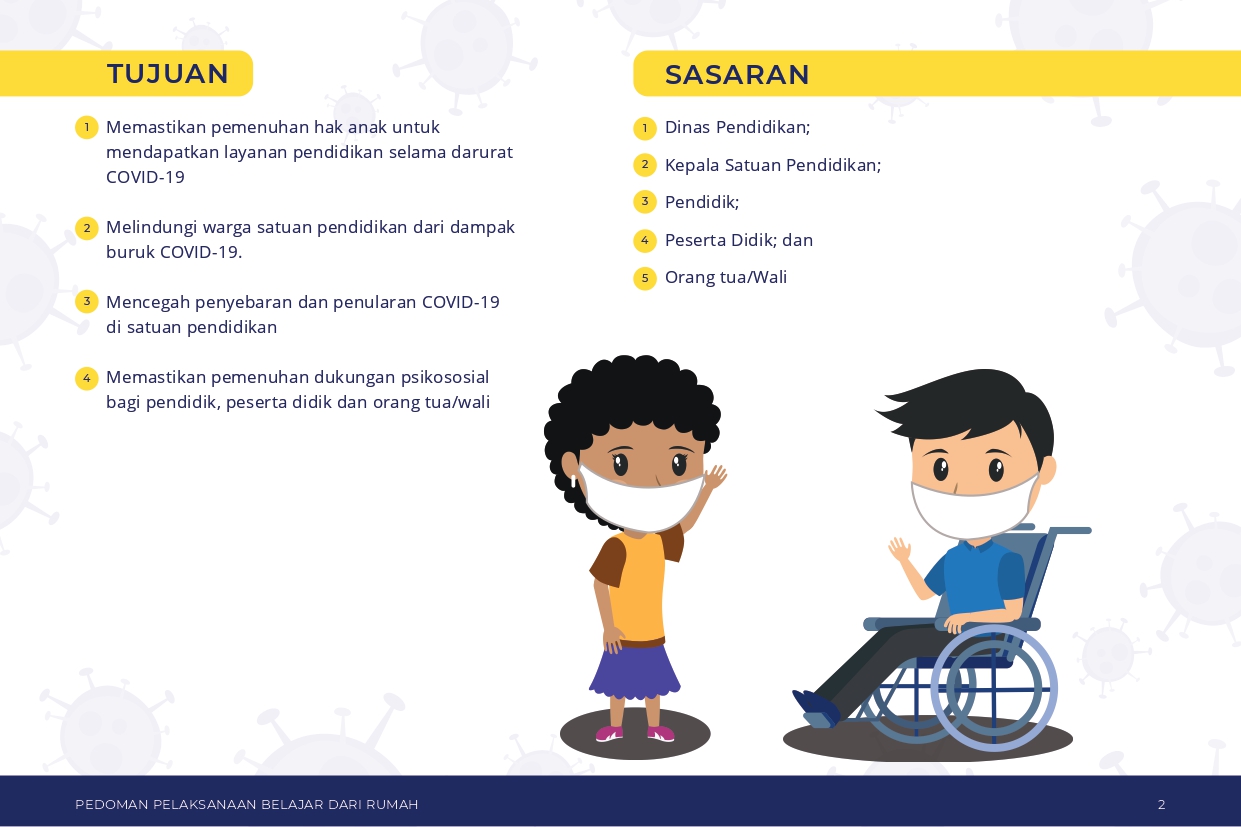 TUJUAN
1 Memastikan pemenuhan hak anak untuk
mendapatkan layanan pendidikan selama darurat
COVID-19
2 Melindungi warga satuan pendidikan dari dampak
buruk COVID-19.
3 Mencegah penyebaran dan penularan COVID-19
di satuan pendidikan
4 Memastikan pemenuhan dukungan psikososial
bagi pendidik, peserta didik dan orang tua/wali
SASARAN
1 Dinas Pendidikan;
2 Kepala Satuan Pendidikan;
3 Pendidik;
4 Peserta Didik; dan
5 Orang tua/Wali
PEDOMAN PELAKSANAAN BELAJAR DARI RUMAH
2